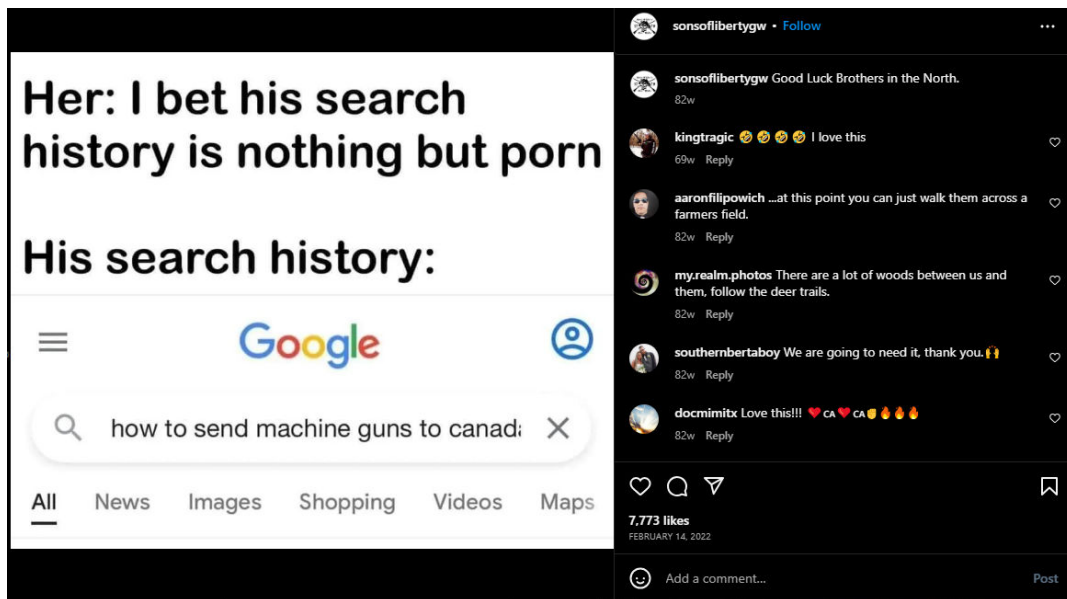 Her: I bet his search
history is nothing but porn
His search history:
Google
how to send machine guns to canad
All News Images Shopping Videos Maps
sonsoflibertygw • Follow
sonsoflibertygw Good Luck Brothers in the North.
82w
kingtragic 🤣🤣🤣🤣 I love this
69w Reply
aaronfilipowich ...at this point you can just walk them across a
farmers field.
82w Reply
my.realm.photos There are a lot of woods between us and
them, follow the deer trails.
82w Reply
southernbertaboy We are going to need it, thank you.🙌
82w Reply
docmimitx Love this!!! ❤️CA❤️CA✊🔥🔥🔥
82w Reply
7,773 likes
FEBRUARY 14, 2022
Add a comment...
Post